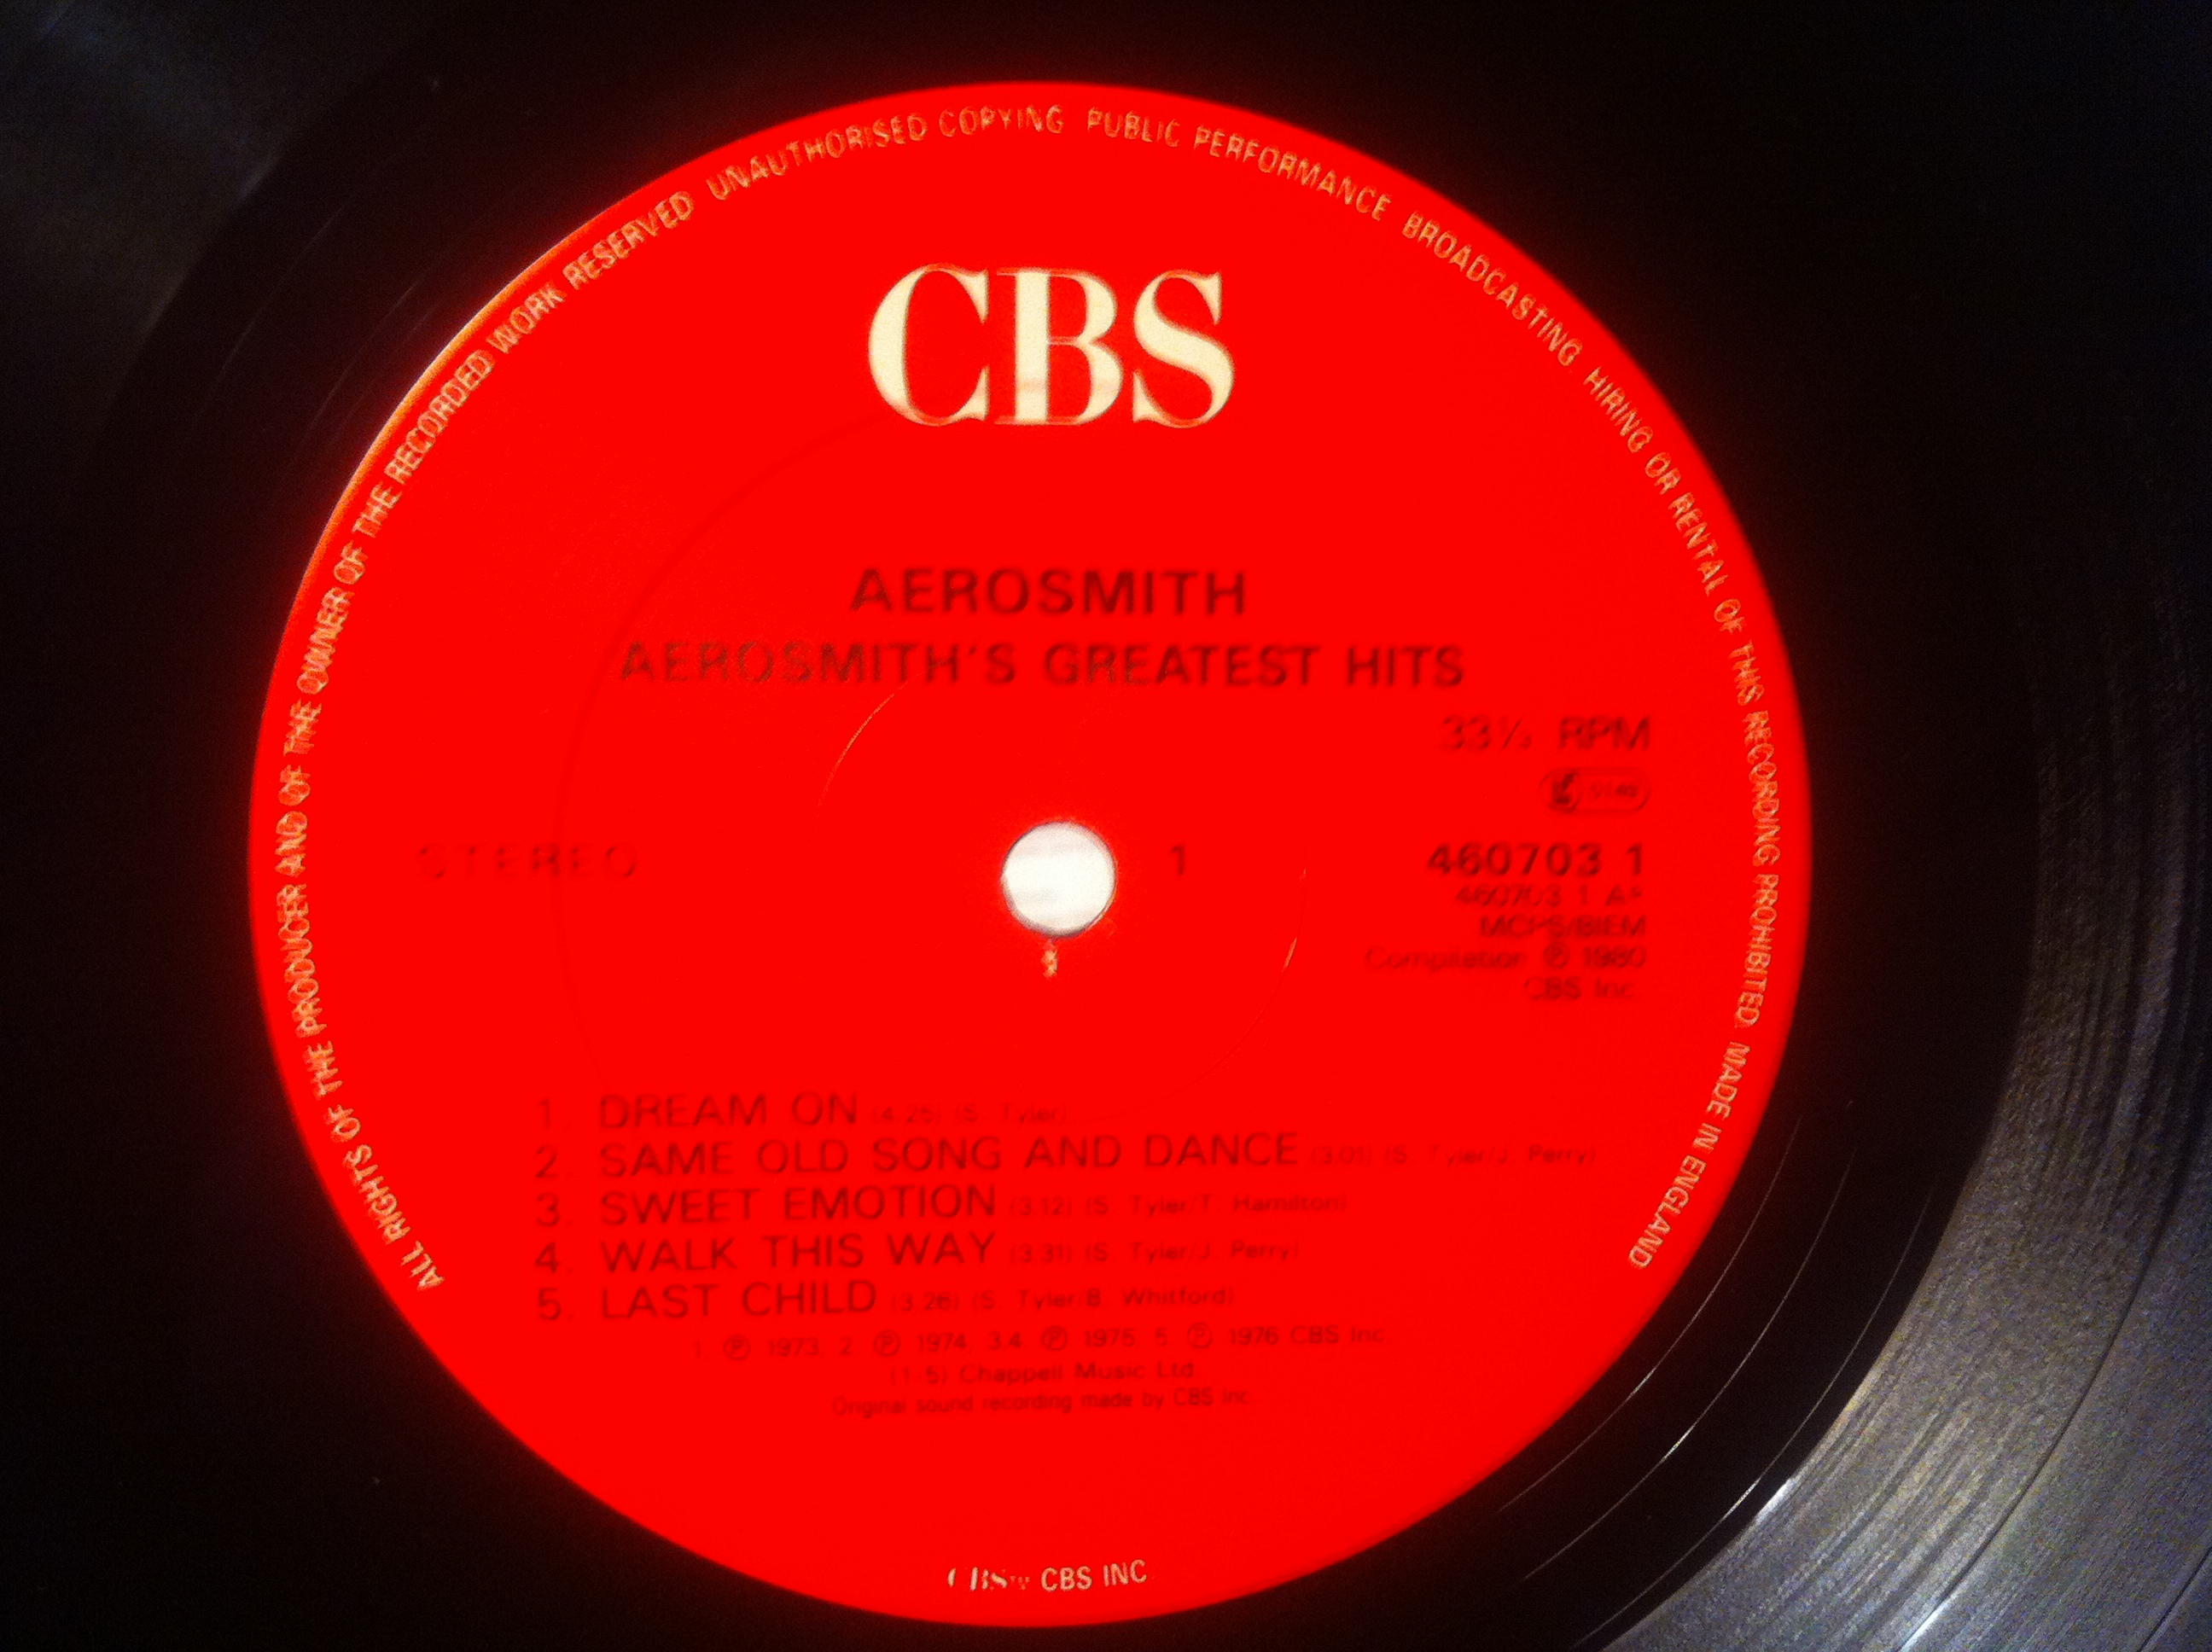 ALL RIGHTS OF THE PRODUCER AND OF THE OWNER OF THE RECORDED WORK RESERVED UNAUTHORISED COPYING PUBLIC PERFORMANCE BROADCASTING, HIRING OR RENTAL OF THIS RECORDING PROHIBITED. MADE IN ENGLAND
CBS
AEROSMITH
AEROSMITH'S GREATEST HITS
33⅓ RPM
STEREO
1
460703 1
460703 1 A
MCPS/BIEM
Compilation ℗ 1980
CBS Inc.
1. DREAM ON (4.25) (S. Tyler)
2. SAME OLD SONG AND DANCE (3.01) (S. Tyler/J. Perry)
3. SWEET EMOTION (3.12) (S. Tyler/T. Hamilton)
4. WALK THIS WAY (3.31) (S. Tyler/J. Perry)
5. LAST CHILD (3.26) (S. Tyler/B. Whitford)
1. ℗ 1973. 2. ℗ 1974. 3.4. ℗ 1975. 5. ℗ 1976 CBS Inc.
(1-5) Chappell Music Ltd
Original sound recording made by CBS Inc.
CBS CBS INC.